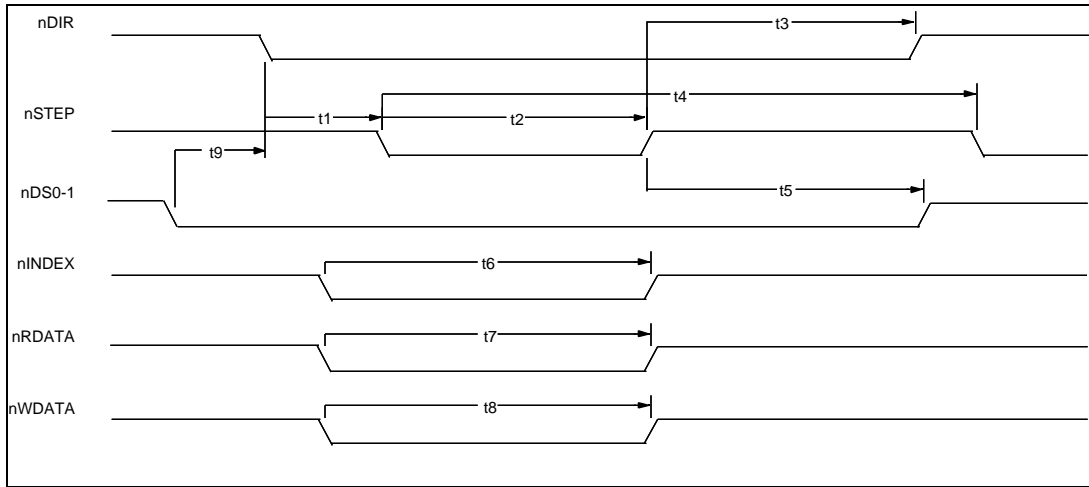 nDIR
t3
t4
nSTEP
t1
t2
t9
nDS0-1
t5
nINDEX
t6
nRDATA
t7
nWDATA
t8